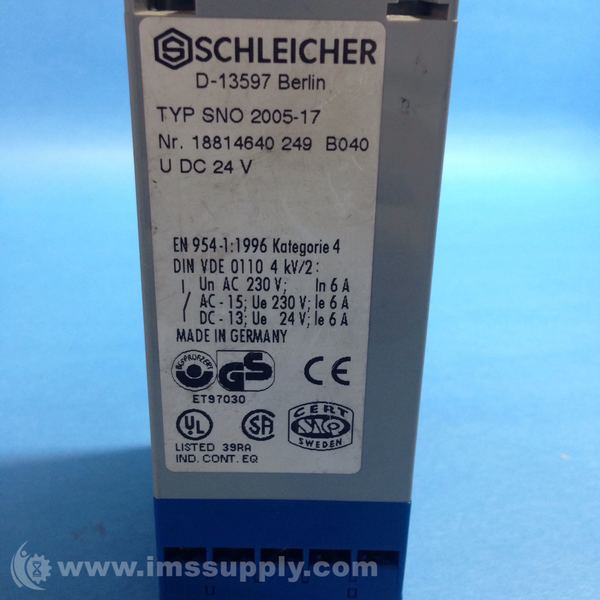 SCHLEICHER
D-13597 Berlin
TYP SNO 2005-17
Nr. 18814640 249 B040
U DC 24 V
EN 954-1:1996 Kategorie 4
DIN VDE 0110 4 kV/2:
Un AC 230 V; In 6 A
AC - 15; Ue 230 V; Ie 6 A
DC - 13; Ue 24 V; Ie 6 A
MADE IN GERMANY
BG-PRÜFZERT
GS
CE
ET97030
UL
SA
CERT
SWEDEN
LISTED 39RA
IND. CONT. EQ
www.imssupply.com